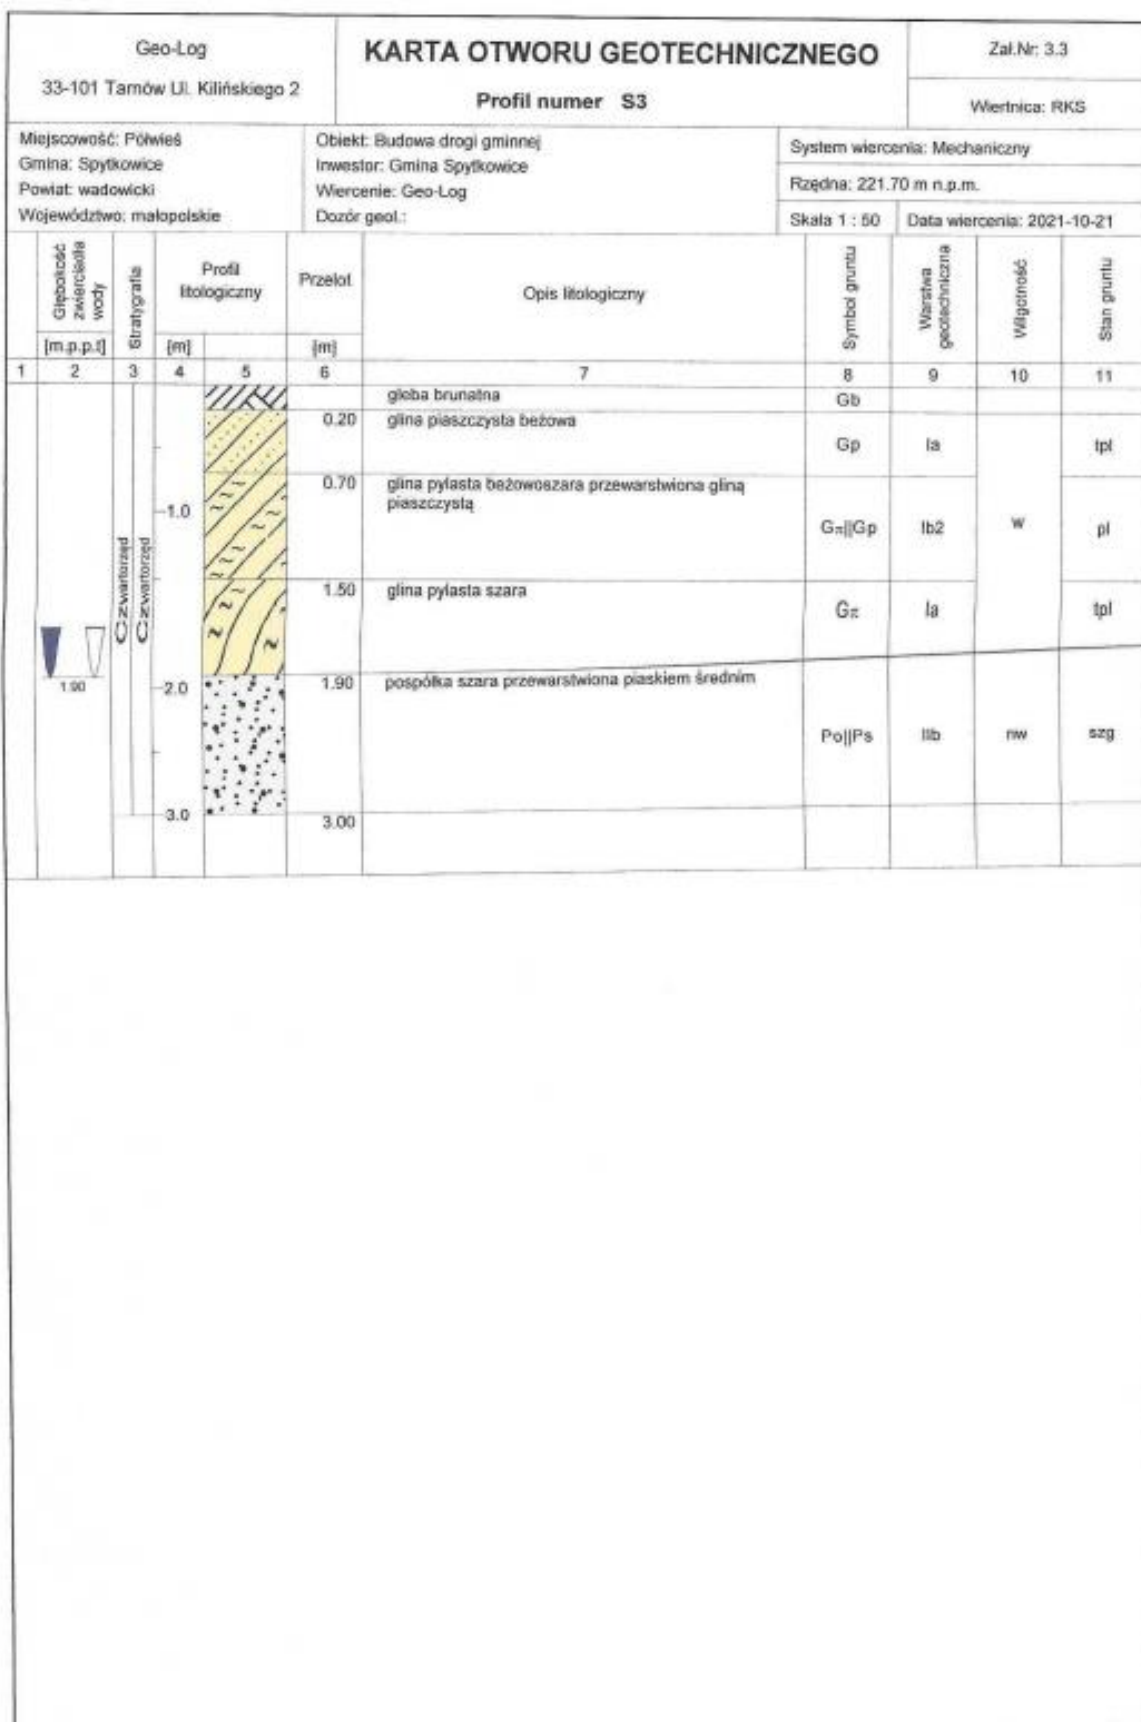 Geo-Log
33-101 Tarnów Ul. Kilińskiego 2
KARTA OTWORU GEOTECHNICZNEGO
Profil numer S3
Zał.Nr: 3.3
Wiertnica: RKS
Miejscowość: Półwieś
Gmina: Spytkowice
Powiat: wadowicki
Województwo: małopolskie
Obiekt: Budowa drogi gminnej
Inwestor: Gmina Spytkowice
Wiercenie: Geo-Log
Dozór geol.:
System wiercenia: Mechaniczny
Rzędna: 221.70 m n.p.m.
Skala 1 : 50
Data wiercenia: 2021-10-21
Głębokość
zwierciadła
wody
[m.p.p.t]
Stratygrafia
Profil
litologiczny
[m]
Przelot
[m]
Opis litologiczny
Symbol gruntu
Warstwa
geotechniczna
Wilgotność
Stan gruntu
1 2 3 4 5 6 7 8 9 10 11
gleba brunatna
Gb
0.20 glina piaszczysta beżowa
Gp Ia tpl
0.70 glina pylasta beżowoszara przewarstwiona gliną
piaszczystą
1.0
Gπ||Gp Ib2 w pl
Czwartorzęd
Czwartorzęd
1.50 glina pylasta szara
Gπ Ia tpl
1.90
2.0
1.90 pospółka szara przewarstwiona piaskiem średnim
Po||Ps IIb nw szg
3.0
3.00